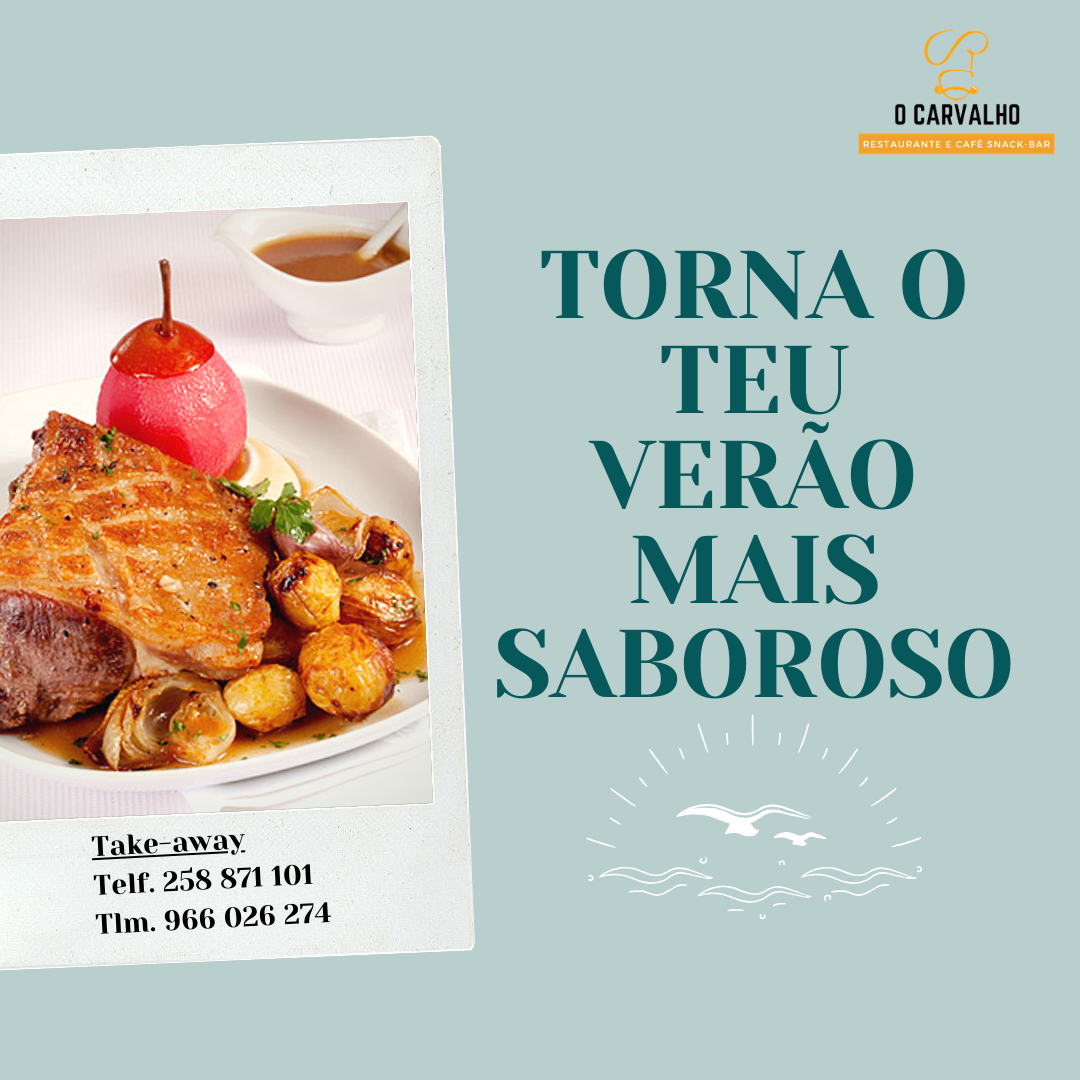 O CARVALHO
RESTAURANTE E CAFÉ SNACK-BAR
TORNA O
TEU
VERÃO
MAIS
SABOROSO
Take-away
Telf. 258 871 101
Tlm. 966 026 274